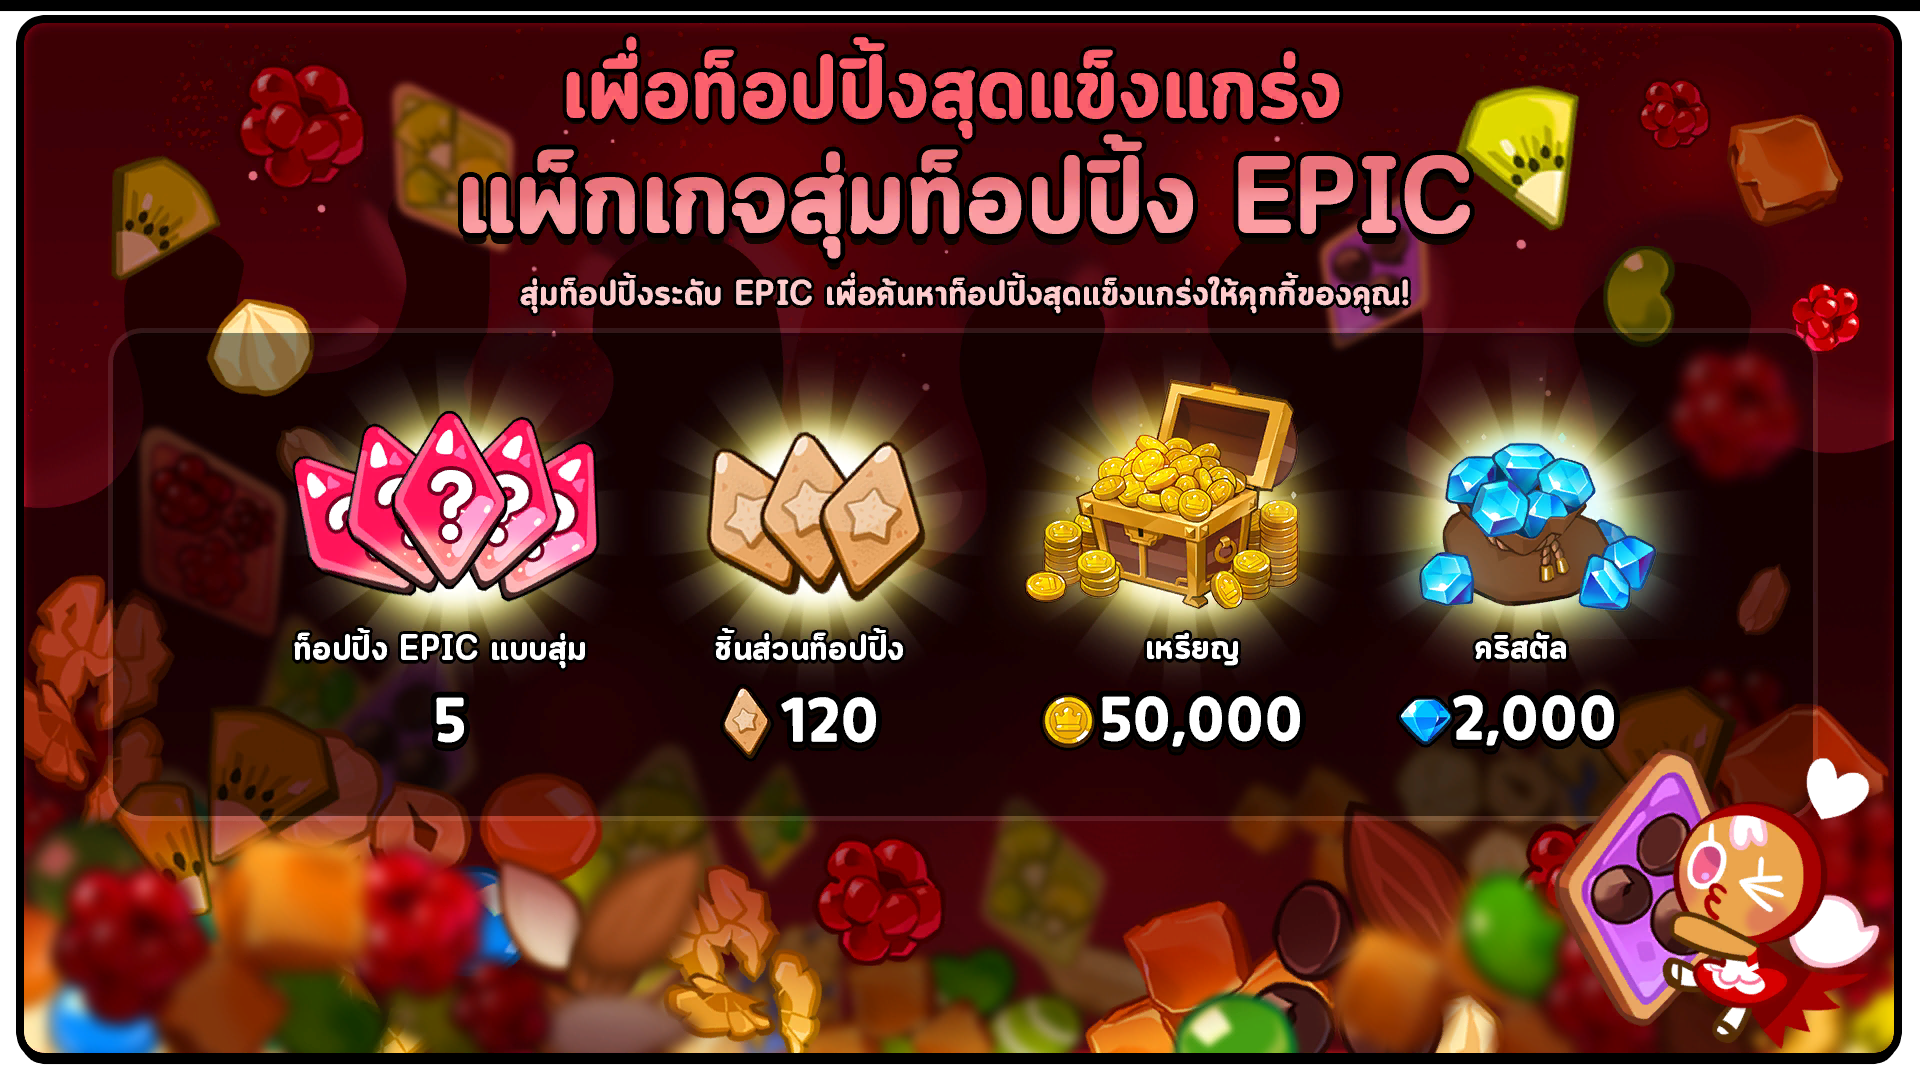 เพื่อท็อปปิ้งสุดแข็งแกร่ง
แพ็กเกจสุ่มท็อปปิ้ง EPIC
สุ่มท็อปปิ้งระดับ EPIC เพื่อค้นหาท็อปปิ้งสุดแข็งแกร่งให้คุกกี้ของคุณ!
ท็อปปิ้ง EPIC แบบสุ่ม
5
ชิ้นส่วนท็อปปิ้ง
120
เหรียญ
50,000
คริสตัล
2,000